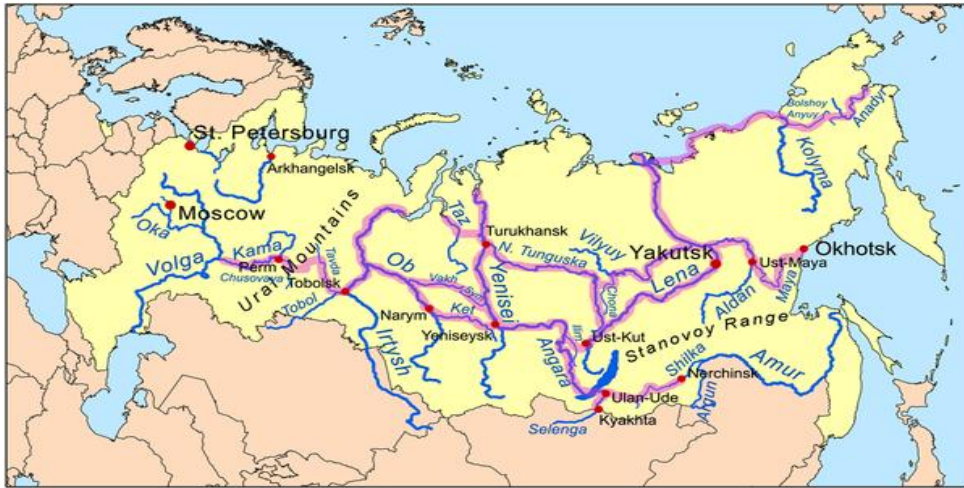 St. Petersburg
Arkhangelsk
Moscow
Oka
Volga
Kama
Perm
Chusovaya
Ural Mountains
Tavda
Tobolsk
Tobol
Irtysh
Ob
Narym
Vakh
Sym
Ket
Yeniseysk
Taz
Turukhansk
Yenisei
N. Tunguska
Vilyuy
Chona
Ilim
Ust-Kut
Angara
Lena
Yakutsk
Aldan
Ust-Maya
Maya
Okhotsk
Stanovoy Range
Shilka
Nerchinsk
Argun
Amur
Ulan-Ude
Kyakhta
Selenga
Kolyma
Bolshoy
Anyuy
Anady